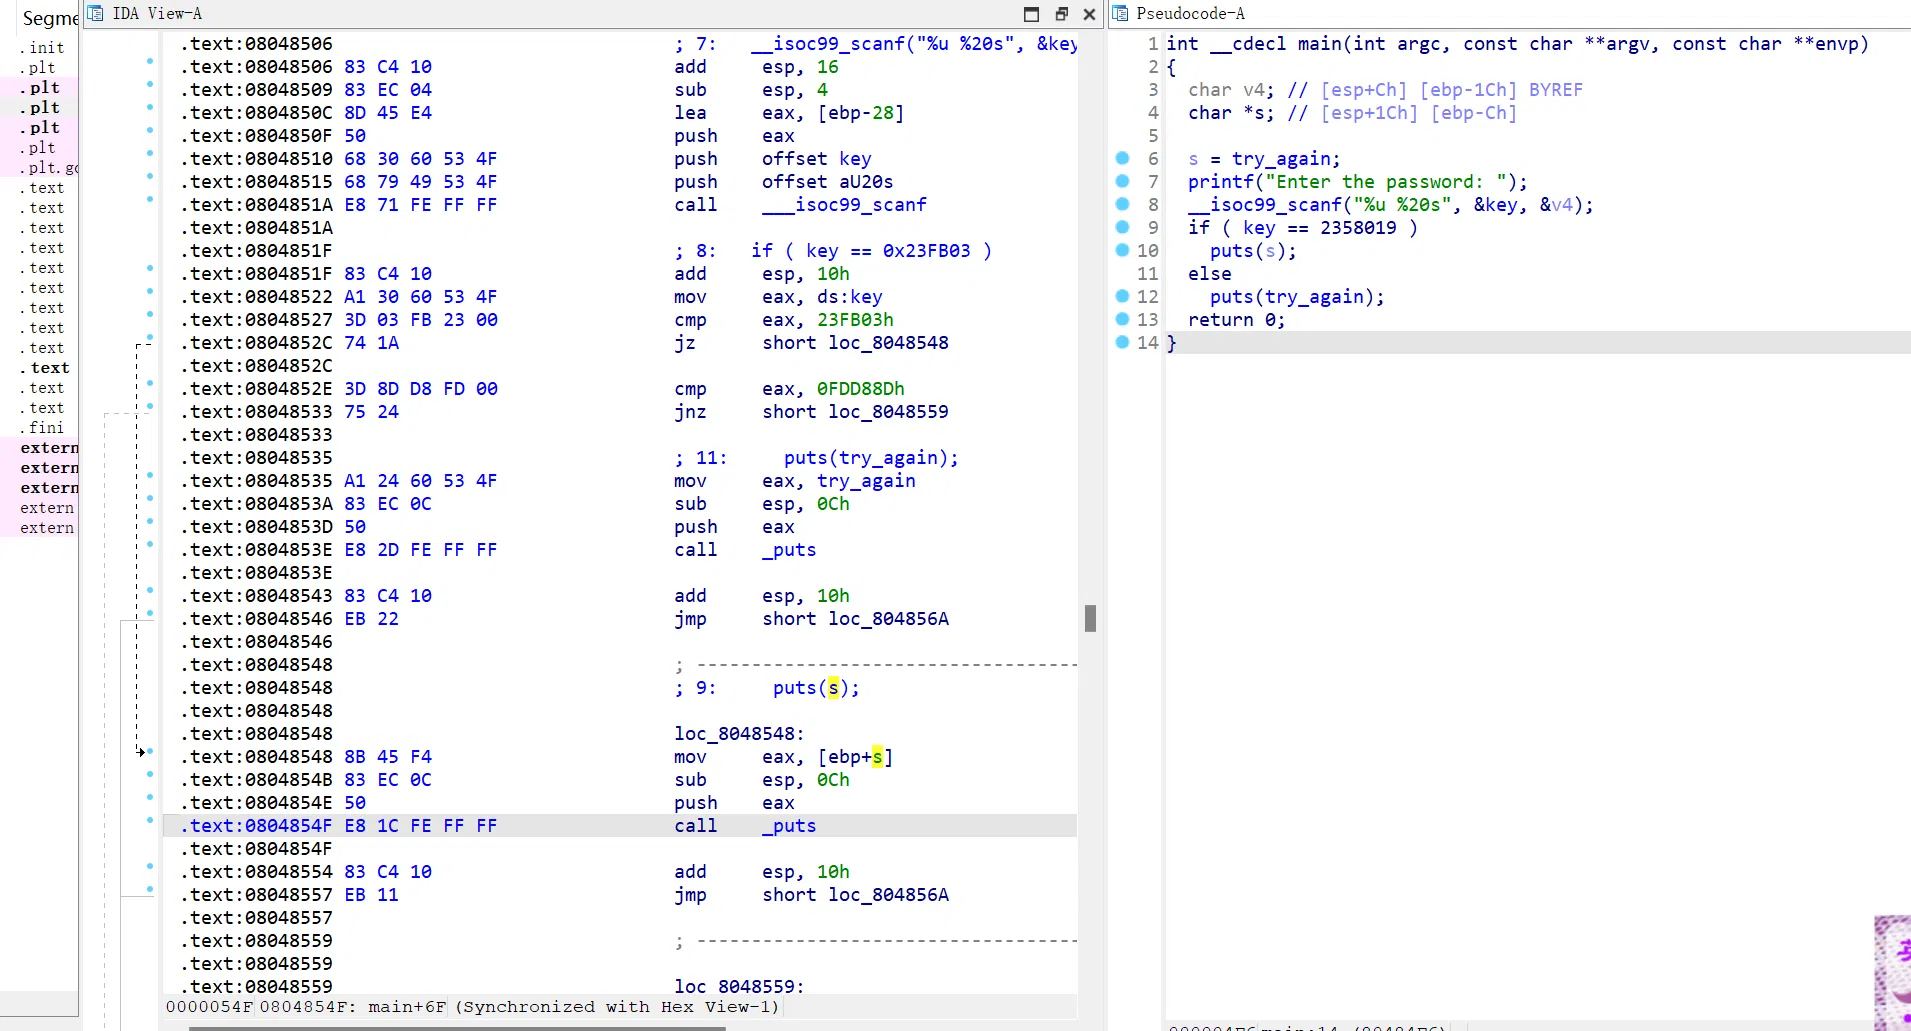 Segme
.init
.plt
.plt
.plt
.plt
.plt
.plt.gc
.text
.text
.text
.text
.text
.text
.text
.text
.text
.text
.text
.text
.fini
extern
extern
extern
extern
extern
IDA View-A
.text:08048506 ; 7: __isoc99_scanf("%u %20s", &key
.text:08048506 83 C4 10 add esp, 16
.text:08048509 83 EC 04 sub esp, 4
.text:0804850C 8D 45 E4 lea eax, [ebp-28]
.text:0804850F 50 push eax
.text:08048510 68 30 60 53 4F push offset key
.text:08048515 68 79 49 53 4F push offset aU20s
.text:0804851A E8 71 FE FF FF call ___isoc99_scanf
.text:0804851A
.text:0804851F ; 8: if ( key == 0x23FB03 )
.text:0804851F 83 C4 10 add esp, 10h
.text:08048522 A1 30 60 53 4F mov eax, ds:key
.text:08048527 3D 03 FB 23 00 cmp eax, 23FB03h
.text:0804852C 74 1A jz short loc_8048548
.text:0804852C
.text:0804852E 3D 8D D8 FD 00 cmp eax, 0FDD88Dh
.text:08048533 75 24 jnz short loc_8048559
.text:08048533
.text:08048535 ; 11: puts(try_again);
.text:08048535 A1 24 60 53 4F mov eax, try_again
.text:0804853A 83 EC 0C sub esp, 0Ch
.text:0804853D 50 push eax
.text:0804853E E8 2D FE FF FF call _puts
.text:0804853E
.text:08048543 83 C4 10 add esp, 10h
.text:08048546 EB 22 jmp short loc_804856A
.text:08048546
.text:08048548 ; -----------------------------------
.text:08048548 ; 9: puts(s);
.text:08048548
.text:08048548 loc_8048548:
.text:08048548 8B 45 F4 mov eax, [ebp+s]
.text:0804854B 83 EC 0C sub esp, 0Ch
.text:0804854E 50 push eax
.text:0804854F E8 1C FE FF FF call _puts
.text:0804854F
.text:08048554 83 C4 10 add esp, 10h
.text:08048557 EB 11 jmp short loc_804856A
.text:08048557
.text:08048559 ; -----------------------------------
.text:08048559
.text:08048559 loc_8048559:
0000054F 0804854F: main+6F (Synchronized with Hex View-1)
Pseudocode-A
1 int __cdecl main(int argc, const char **argv, const char **envp)
2 {
3 char v4; // [esp+Ch] [ebp-1Ch] BYREF
4 char *s; // [esp+1Ch] [ebp-Ch]
5
6 s = try_again;
7 printf("Enter the password: ");
8 __isoc99_scanf("%u %20s", &key, &v4);
9 if ( key == 2358019 )
10 puts(s);
11 else
12 puts(try_again);
13 return 0;
14 }